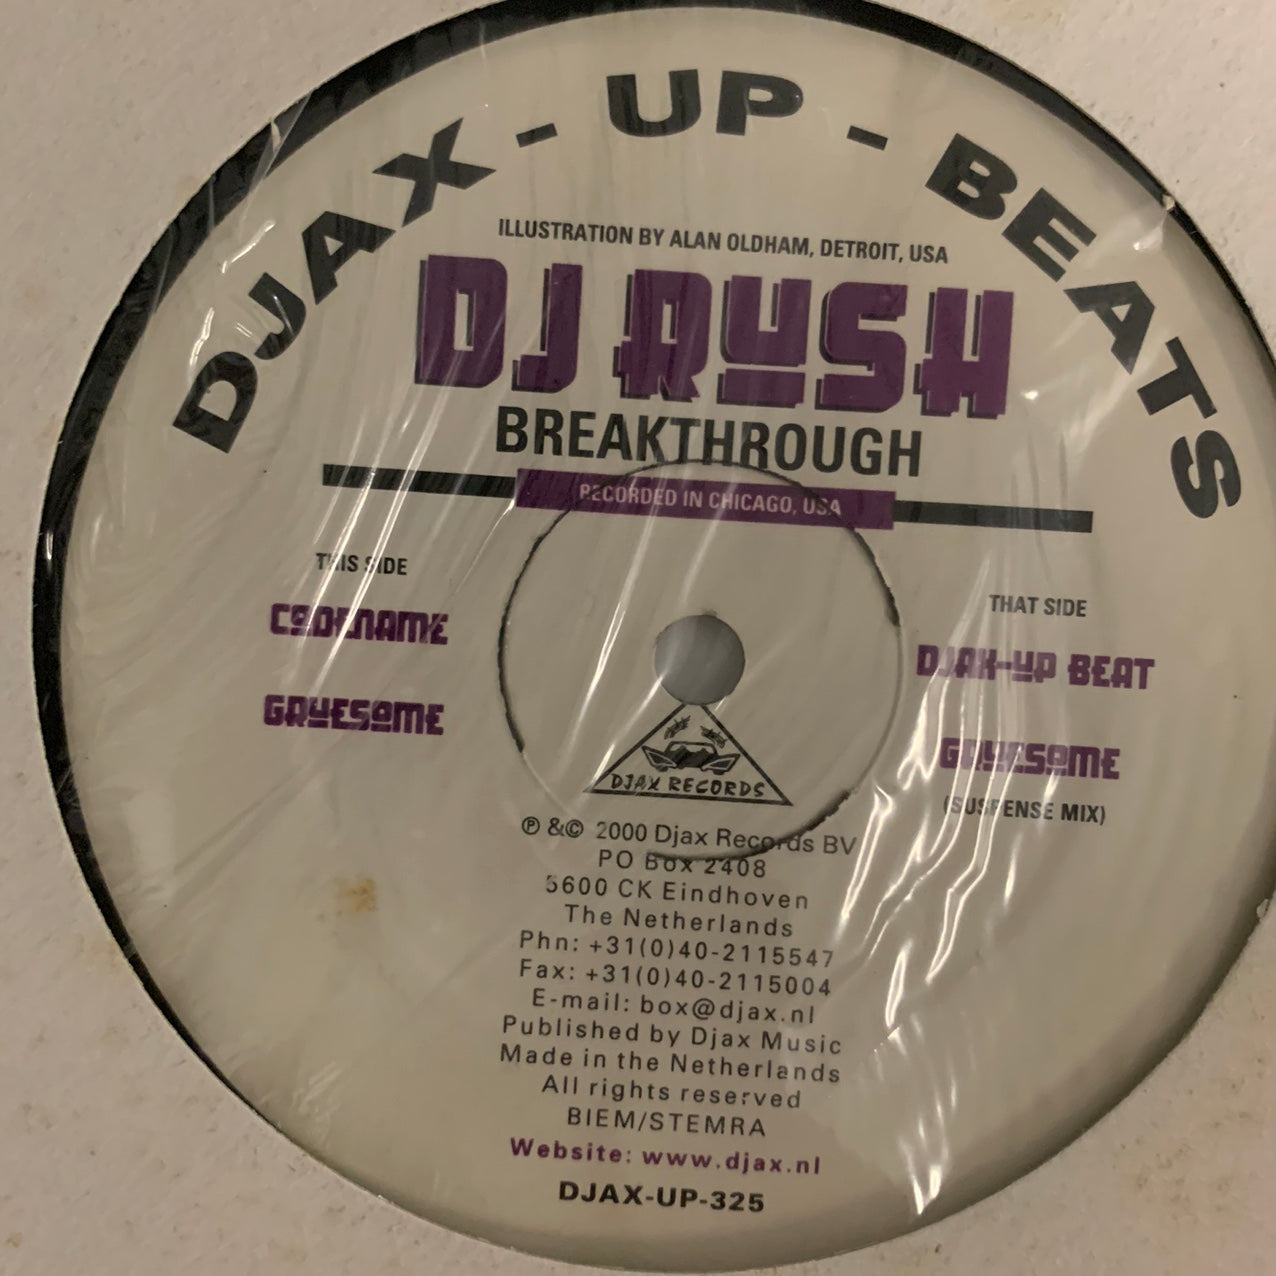 DJAX - UP - BEATS
ILLUSTRATION BY ALAN OLDHAM, DETROIT, USA
DJ RUSH
BREAKTHROUGH
RECORDED IN CHICAGO, USA
THIS SIDE
CODENAME
GRUESOME
THAT SIDE
DJAX-UP BEAT
GRUESOME
(SUSPENSE MIX)
DJAX RECORDS
℗ &© 2000 Djax Records BV
PO Box 2408
5600 CK Eindhoven
The Netherlands
Phn: +31(0)40-2115547
Fax: +31(0)40-2115004
E-mail: box@djax.nl
Published by Djax Music
Made in the Netherlands
All rights reserved
BIEM/STEMRA
Website: www.djax.nl
DJAX-UP-325